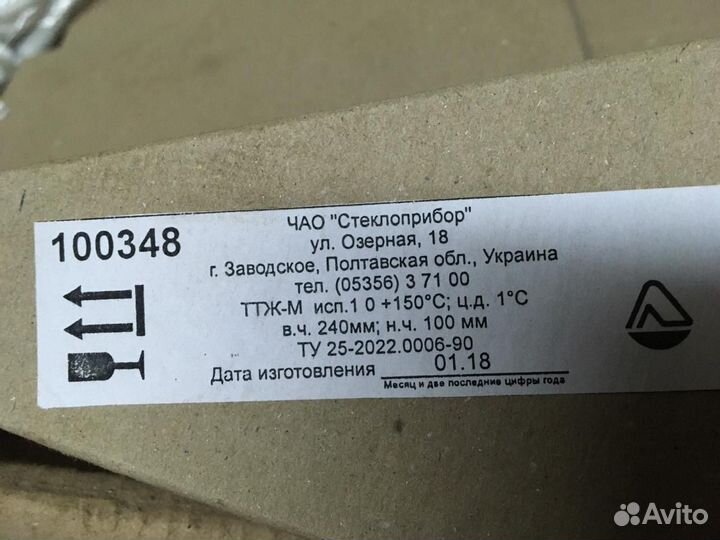 100348
ЧАО "Стеклоприбор"
ул. Озерная, 18
г. Заводское, Полтавская обл., Украина
тел. (05356) 3 71 00
ТТЖ-М исп.1 0 +150°С; ц.д. 1°С
в.ч. 240мм; н.ч. 100 мм
ТУ 25-2022.0006-90
Дата изготовления 01.18
Месяц и две последние цифры года
Avito